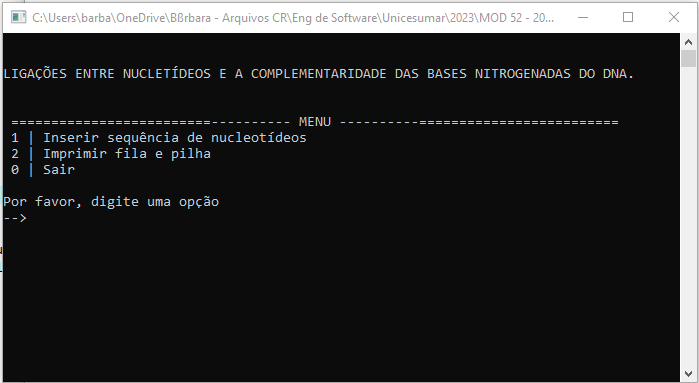 C:\Users\barba\OneDrive\Bßrbara - Arquivos CR\Eng de Software\Unicesumar\2023\MOD 52 - 20...
LIGAÇÕES ENTRE NUCLETÍDEOS E A COMPLEMENTARIDADE DAS BASES NITROGENADAS DO DNA.
=========================---------- MENU ----------=========================
1 | Inserir sequência de nucleotídeos
2 | Imprimir fila e pilha
0 | Sair
Por favor, digite uma opção
-->